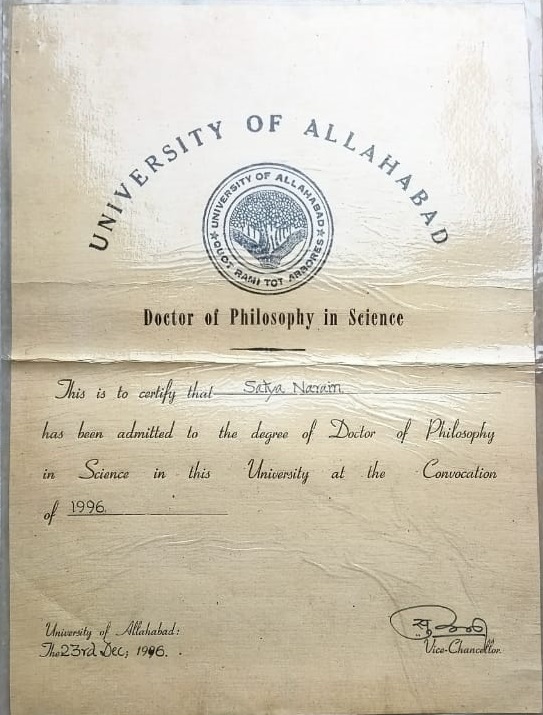 UNIVERSITY OF ALLAHABAD
UNIVERSITY OF ALLAHABAD
QUOT RAMI TOT ARBORES
Doctor of Philosophy in Science
This is to certify that Satya Narain
has been admitted to the degree of Doctor of Philosophy
in Science in this University at the Convocation
of 1996
University of Allahabad:
The 23rd Dec; 1996.
Vice-Chancellor